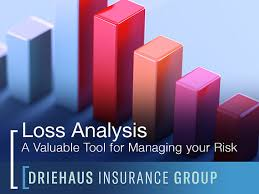 Loss Analysis
A Valuable Tool for Managing your Risk
DRIEHAUS INSURANCE GROUP